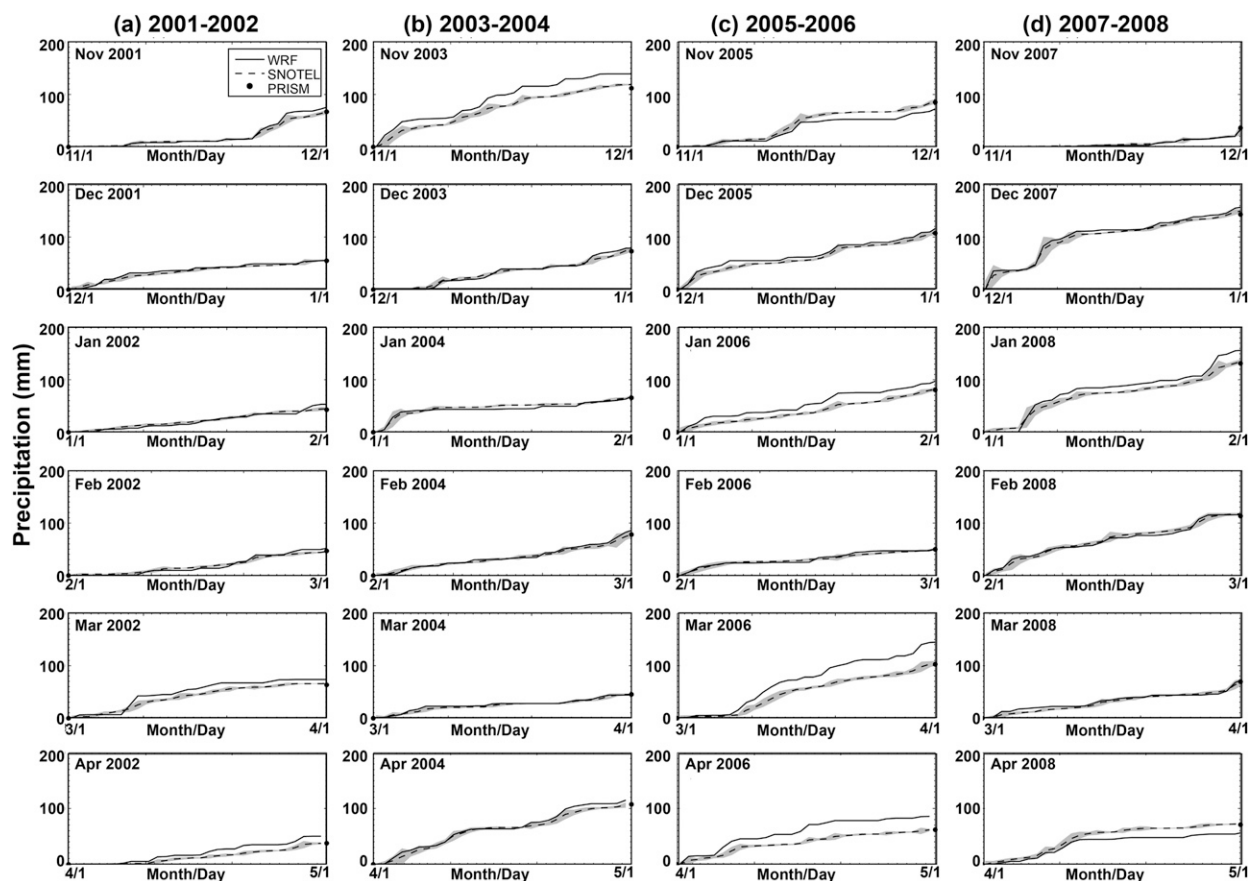 (a) 2001-2002 (b) 2003-2004 (c) 2005-2006 (d) 2007-2008
200 Nov 2001 200 Nov 2003 200 Nov 2005 200 Nov 2007
WRF
SNOTEL
PRISM
100 100 100 100
0 0 0 0
11/1 Month/Day 12/1 11/1 Month/Day 12/1 11/1 Month/Day 12/1 11/1 Month/Day 12/1
200 Dec 2001 200 Dec 2003 200 Dec 2005 200 Dec 2007
100 100 100 100
0 0 0 0
12/1 Month/Day 1/1 12/1 Month/Day 1/1 12/1 Month/Day 1/1 12/1 Month/Day 1/1
200 Jan 2002 200 Jan 2004 200 Jan 2006 200 Jan 2008
100 100 100 100
0 0 0 0
1/1 Month/Day 2/1 1/1 Month/Day 2/1 1/1 Month/Day 2/1 1/1 Month/Day 2/1
Precipitation (mm)
200 Feb 2002 200 Feb 2004 200 Feb 2006 200 Feb 2008
100 100 100 100
0 0 0 0
2/1 Month/Day 3/1 2/1 Month/Day 3/1 2/1 Month/Day 3/1 2/1 Month/Day 3/1
200 Mar 2002 200 Mar 2004 200 Mar 2006 200 Mar 2008
100 100 100 100
0 0 0 0
3/1 Month/Day 4/1 3/1 Month/Day 4/1 3/1 Month/Day 4/1 3/1 Month/Day 4/1
200 Apr 2002 200 Apr 2004 200 Apr 2006 200 Apr 2008
100 100 100 100
0 0 0 0
4/1 Month/Day 5/1 4/1 Month/Day 5/1 4/1 Month/Day 5/1 4/1 Month/Day 5/1